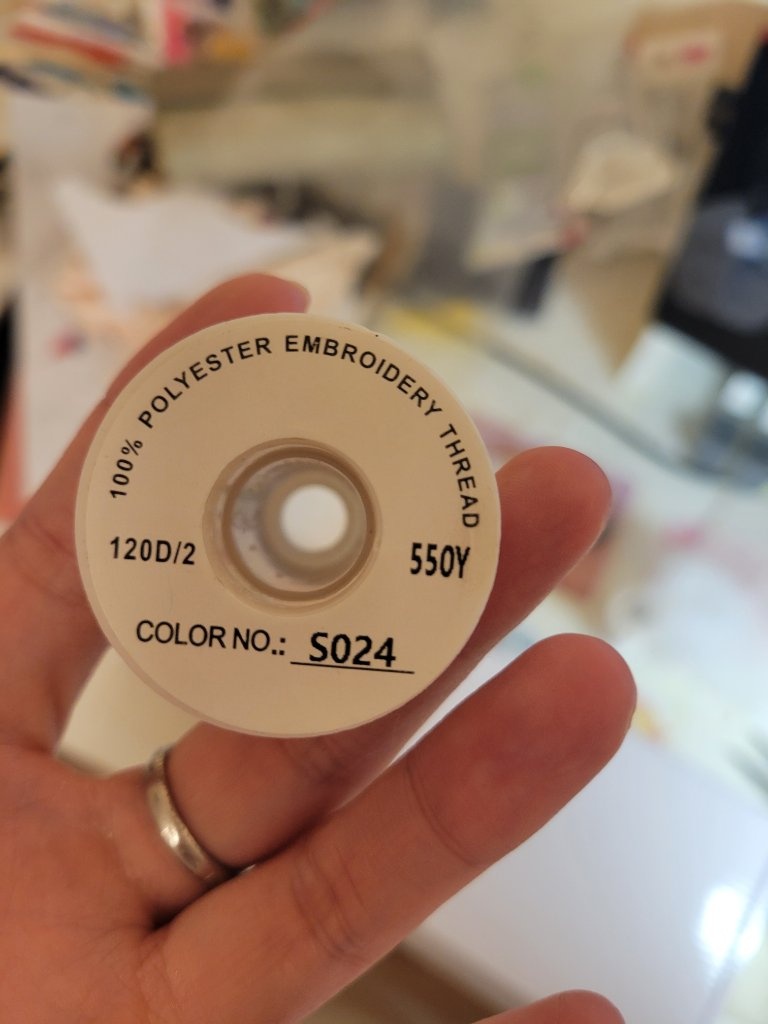 100% POLYESTER EMBROIDERY THREAD
120D/2
550Y
COLOR NO.: S024